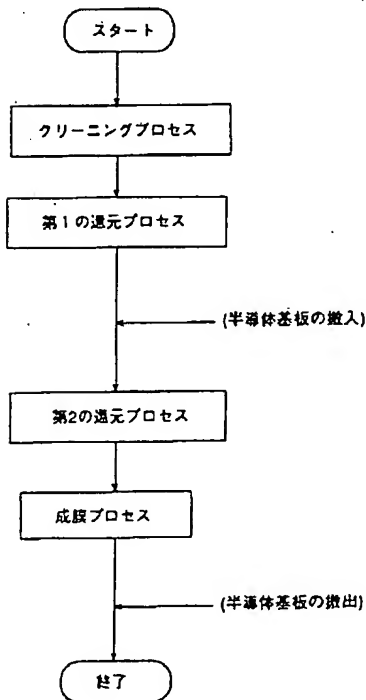 スタート
クリーニングプロセス
第1の還元プロセス
(半導体基板の搬入)
第2の還元プロセス
成膜プロセス
(半導体基板の搬出)
終了